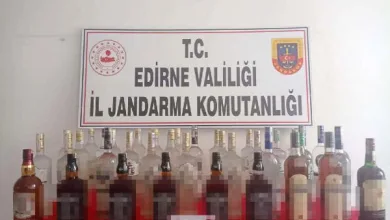 T.C.
EDİRNE VALİLİĞİ
İL JANDARMA KOMUTANLIĞI